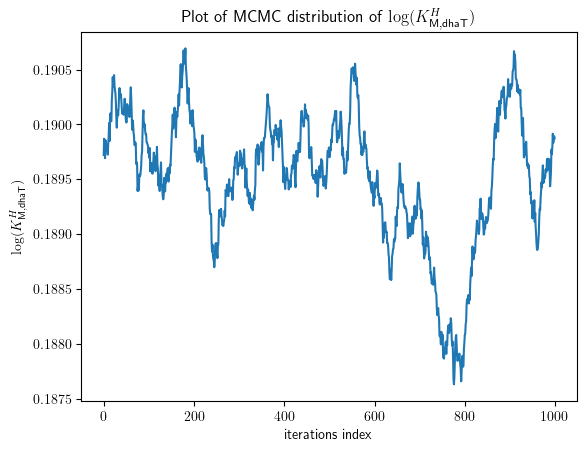 Plot of MCMC distribution of log(K^H_{M,dhaT})
log(K^H_{M,dhaT})
0.1905
0.1900
0.1895
0.1890
0.1885
0.1880
0.1875
0 200 400 600 800 1000
iterations index